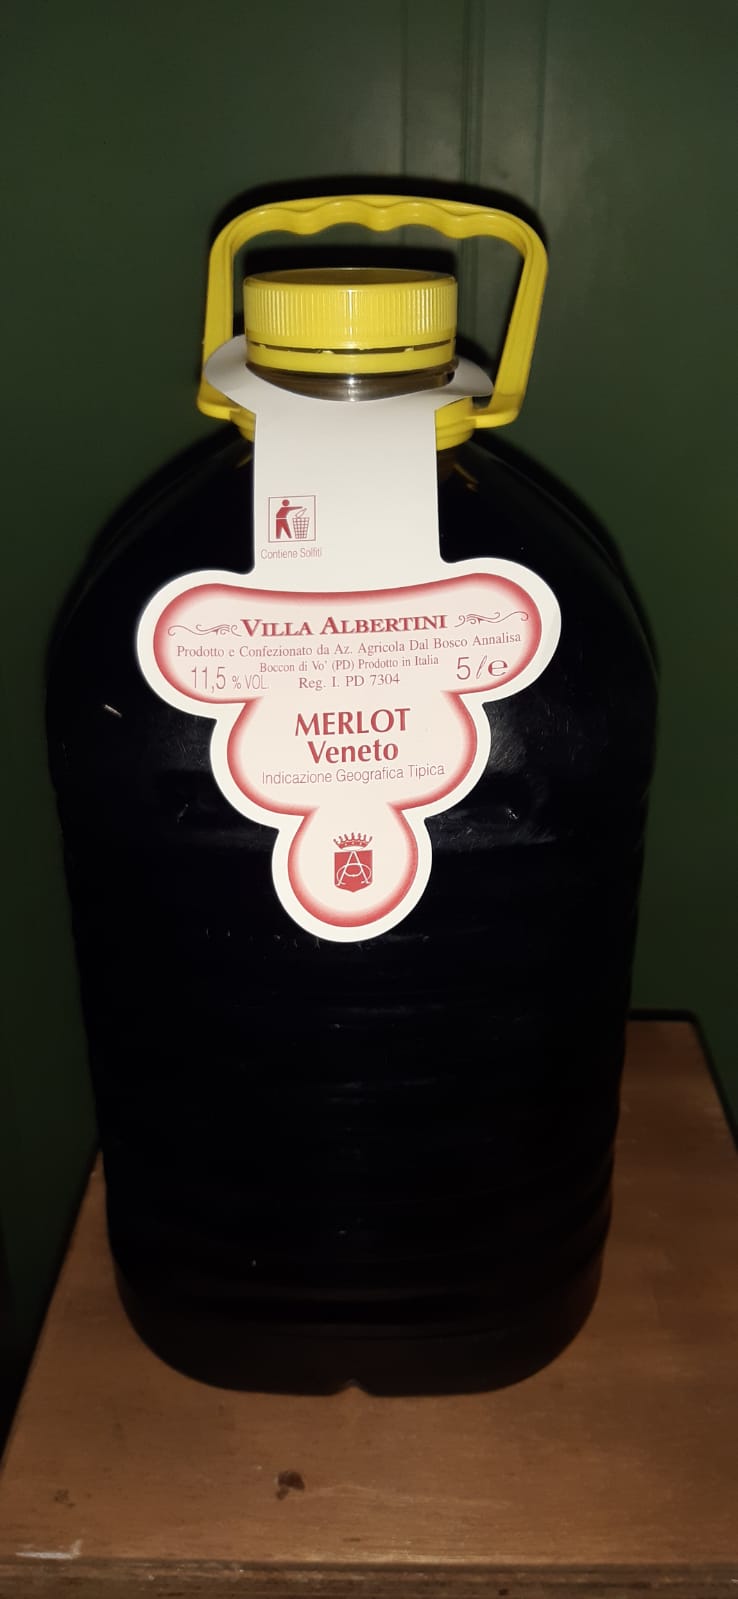 Contiene Solfiti
VILLA ALBERTINI
Prodotto e Confezionato da Az. Agricola Dal Bosco Annalisa
Boccon di Vo' (PD) Prodotto in Italia
11,5 % VOL.
Reg. I. PD 7304
5 l e
MERLOT
Veneto
Indicazione Geografica Tipica